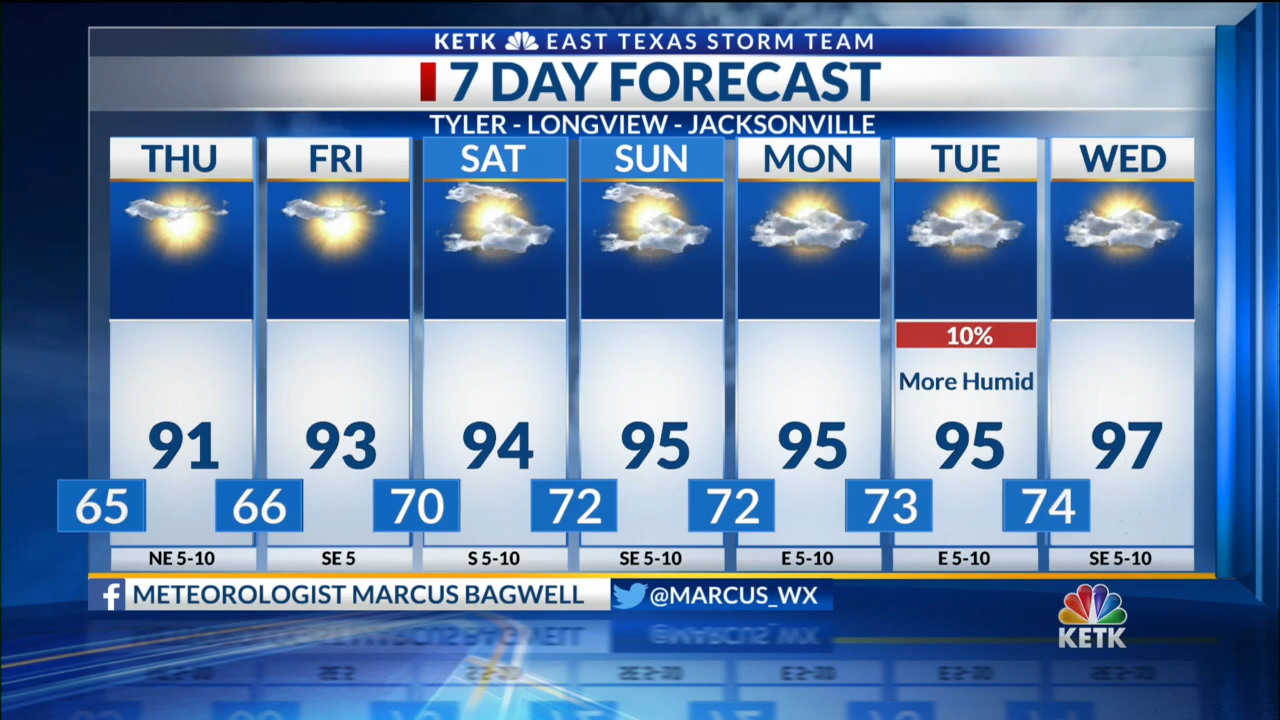 KETK EAST TEXAS STORM TEAM
7 DAY FORECAST
TYLER - LONGVIEW - JACKSONVILLE
THU FRI SAT SUN MON TUE WED
10%
More Humid
91 93 94 95 95 95 97
65 66 70 72 72 73 74
NE 5-10 SE 5 S 5-10 SE 5-10 E 5-10 E 5-10 SE 5-10
f METEOROLOGIST MARCUS BAGWELL @MARCUS_WX
KETK